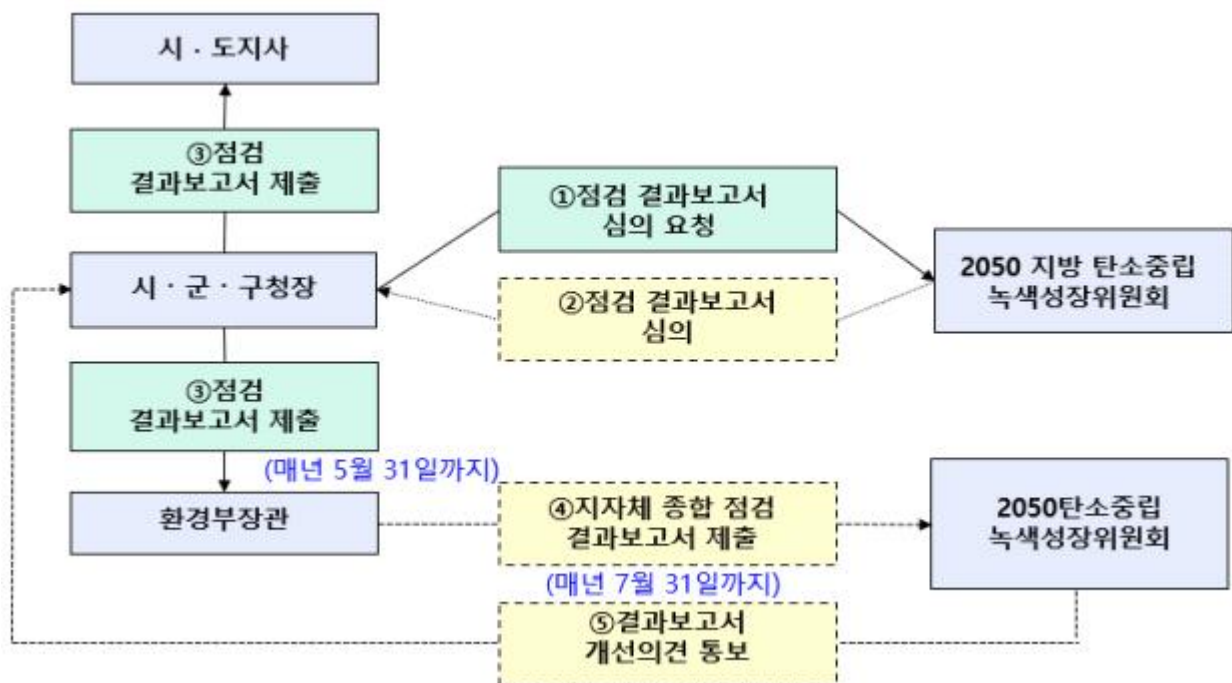 시 · 도지사
③점검
결과보고서 제출
①점검 결과보고서
심의 요청
시 · 군 · 구청장
2050 지방 탄소중립
녹색성장위원회
②점검 결과보고서
심의
③점검
결과보고서 제출
(매년 5월 31일까지)
환경부장관
④지자체 종합 점검
결과보고서 제출
2050탄소중립
녹색성장위원회
(매년 7월 31일까지)
⑤결과보고서
개선의견 통보